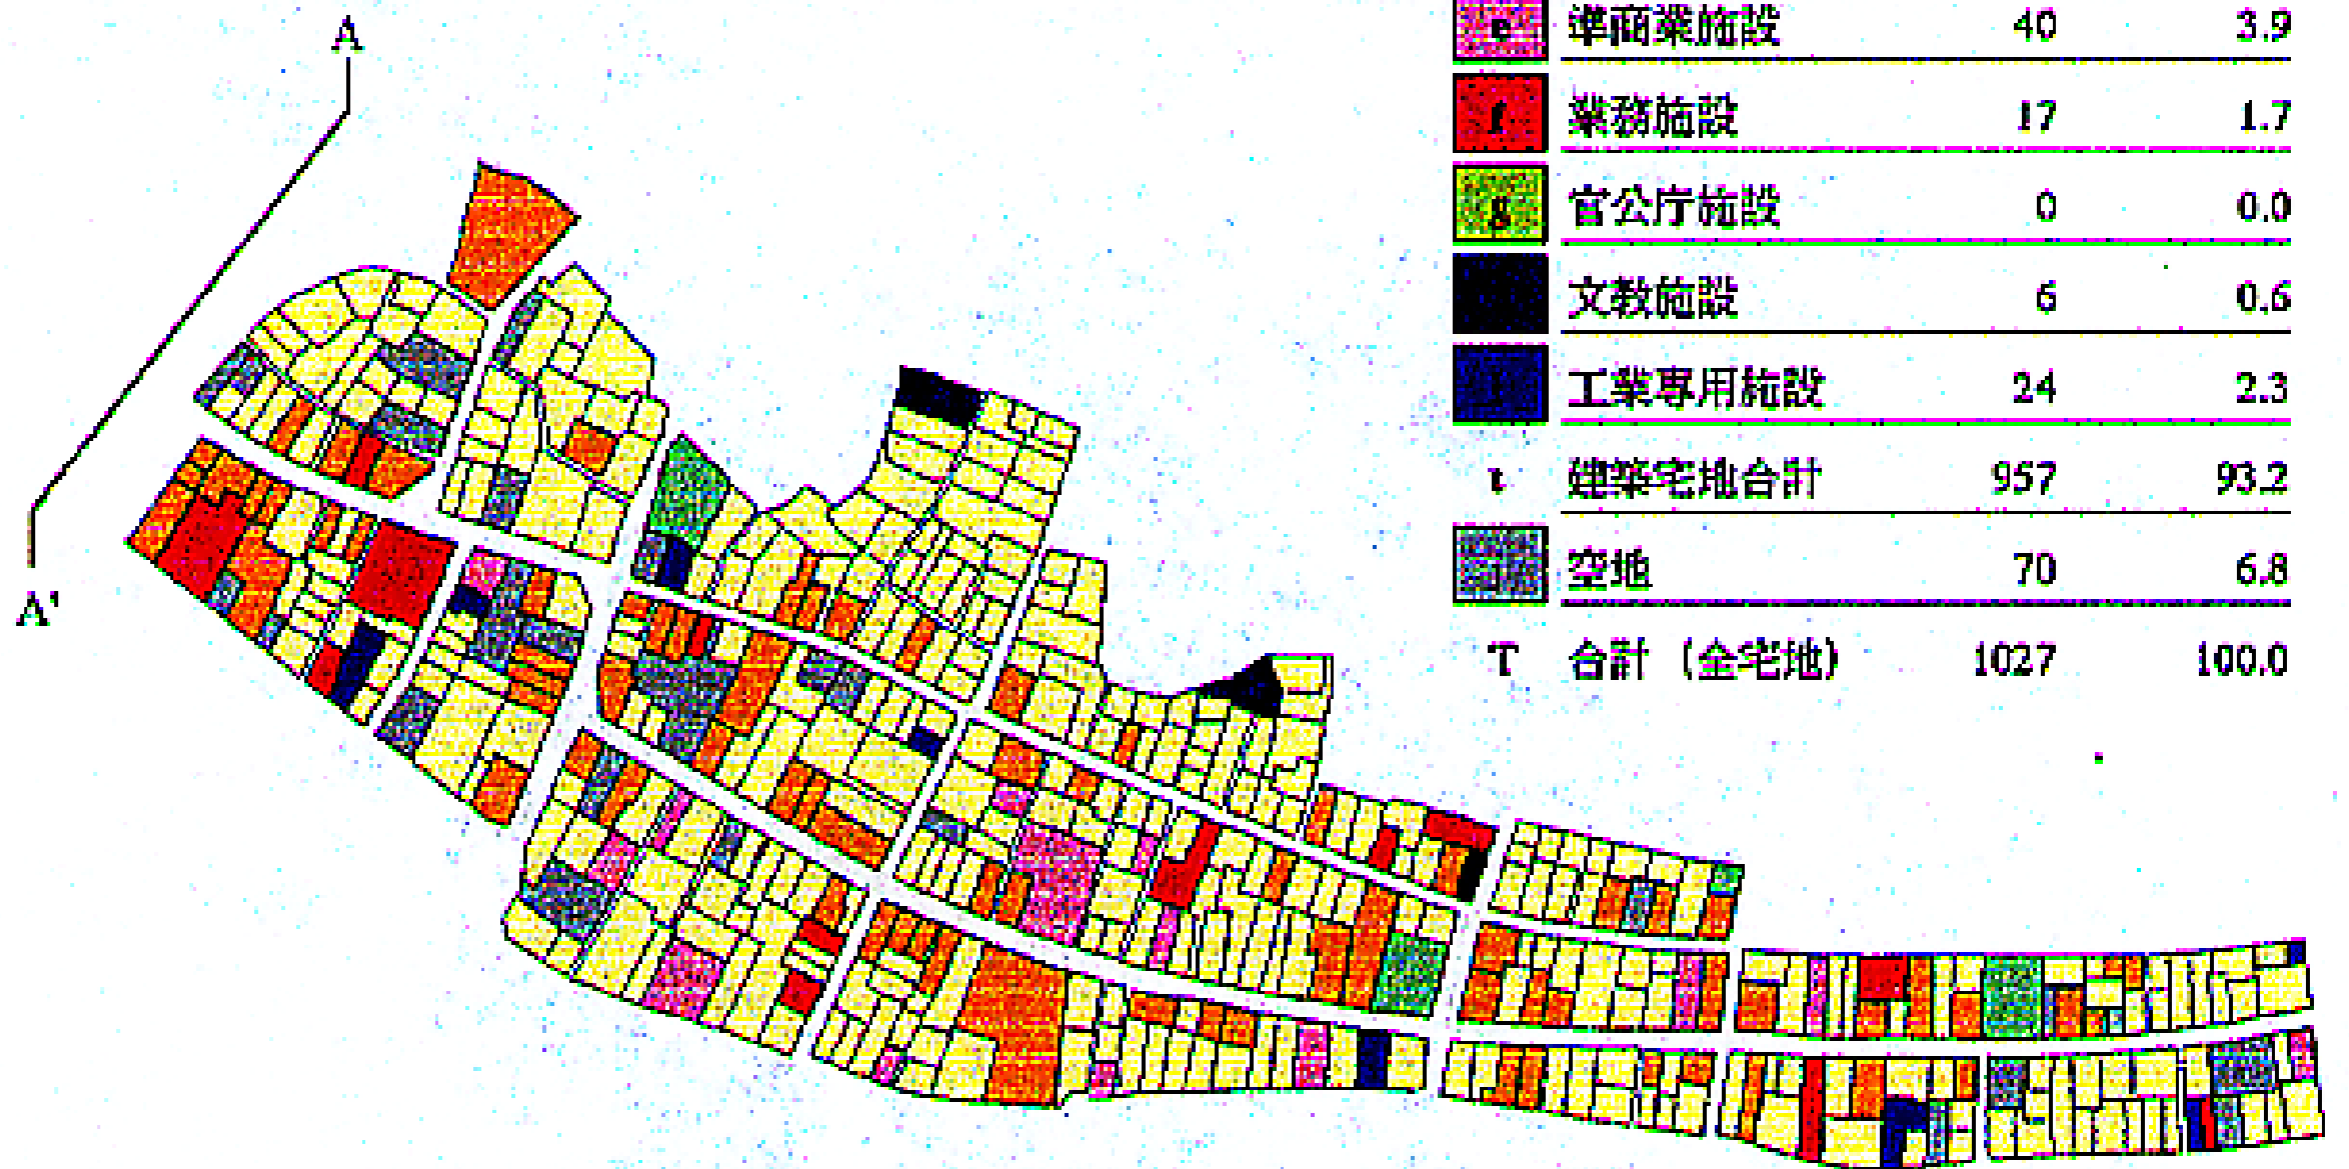 A
A'
e 準商業施設 40 3.9
f 業務施設 17 1.7
g 官公庁施設 0 0.0
文教施設 6 0.6
工業専用施設 24 2.3
t 建築宅地合計 957 93.2
空地 70 6.8
T 合計（全宅地） 1027 100.0